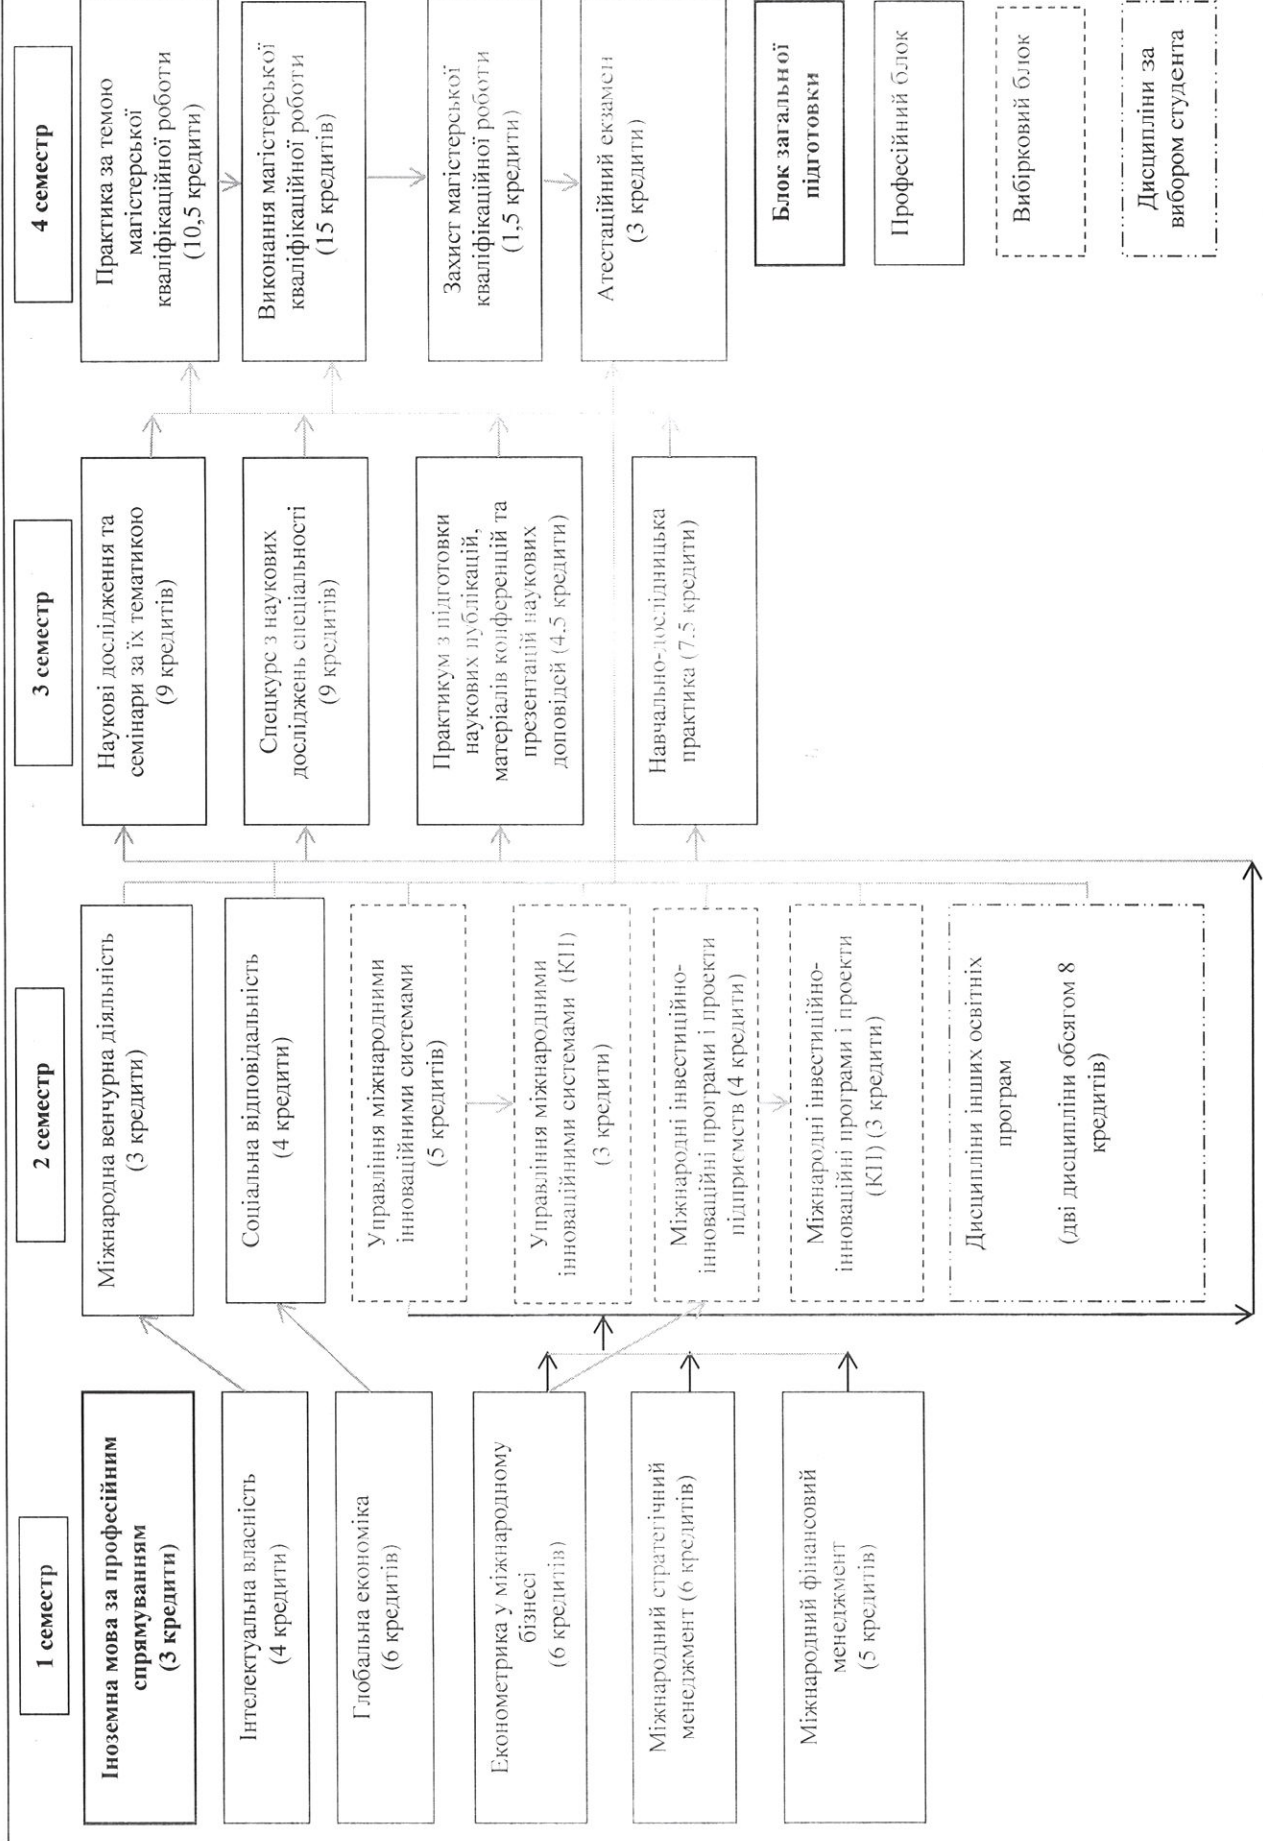 1 семестр
Іноземна мова за професійним
спрямуванням
(3 кредити)
Інтелектуальна власність
(4 кредити)
Глобальна економіка
(6 кредитів)
Економетрика у міжнародному
бізнесі
(6 кредитів)
Міжнародний стратегічний
менеджмент (6 кредитів)
Міжнародний фінансовий
менеджмент
(5 кредитів)
2 семестр
Міжнародна венчурна діяльність
(3 кредити)
Соціальна відповідальність
(4 кредити)
Управління міжнародними
інноваційними системами
(5 кредитів)
Управління міжнародними
інноваційними системами (КП)
(3 кредити)
Міжнародні інвестиційно-
інноваційні програми і проекти
підприємств (4 кредити)
Міжнародні інвестиційно-
інноваційні програми і проекти
(КП) (3 кредити)
Дисципліни інших освітніх
програм
(дві дисципліни обсягом 8
кредитів)
3 семестр
Наукові дослідження та
семінари за їх тематикою
(9 кредитів)
Спецкурс з наукових
досліджень спеціальності
(9 кредитів)
Практикум з підготовки
наукових публікацій,
матеріалів конференцій та
презентацій наукових
доповідей (4.5 кредити)
Навчально-дослідницька
практика (7.5 кредити)
4 семестр
Практика за темою
магістерської
кваліфікаційної роботи
(10,5 кредити)
Виконання магістерської
кваліфікаційної роботи
(15 кредитів)
Захист магістерської
кваліфікаційної роботи
(1,5 кредити)
Атестаційний екзамен
(3 кредити)
Блок загальної
підготовки
Професійний блок
Вибірковий блок
Дисципліни за
вибором студента